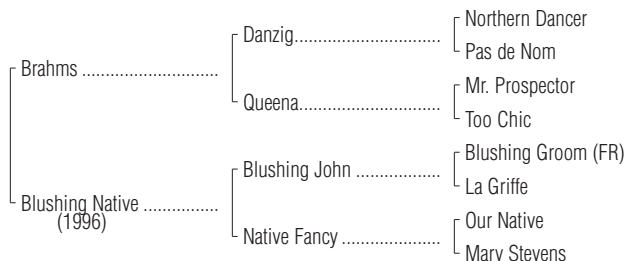 Northern Dancer
Danzig..................................
Pas de Nom
Brahms ................................
Mr. Prospector
Queena.................................
Too Chic
Blushing Groom (FR)
Blushing John ....................
La Griffe
Blushing Native ..................
(1996)
Our Native
Native Fancy .......................
Mary Stevens